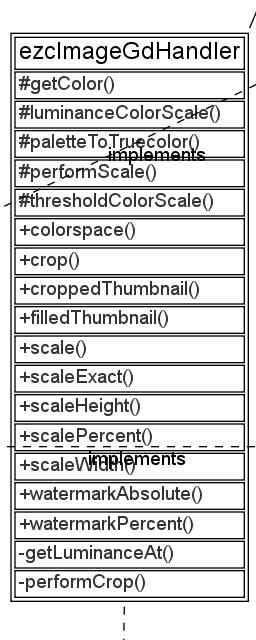 ezcImageGdHandler
#getColor()
#luminanceColorScale()
#paletteToTruecolor()
implements
#performScale()
#thresholdColorScale()
+colorspace()
+crop()
+croppedThumbnail()
+filledThumbnail()
+scale()
+scaleExact()
+scaleHeight()
+scalePercent()
+scaleWidth()
implements
+watermarkAbsolute()
+watermarkPercent()
-getLuminanceAt()
-performCrop()